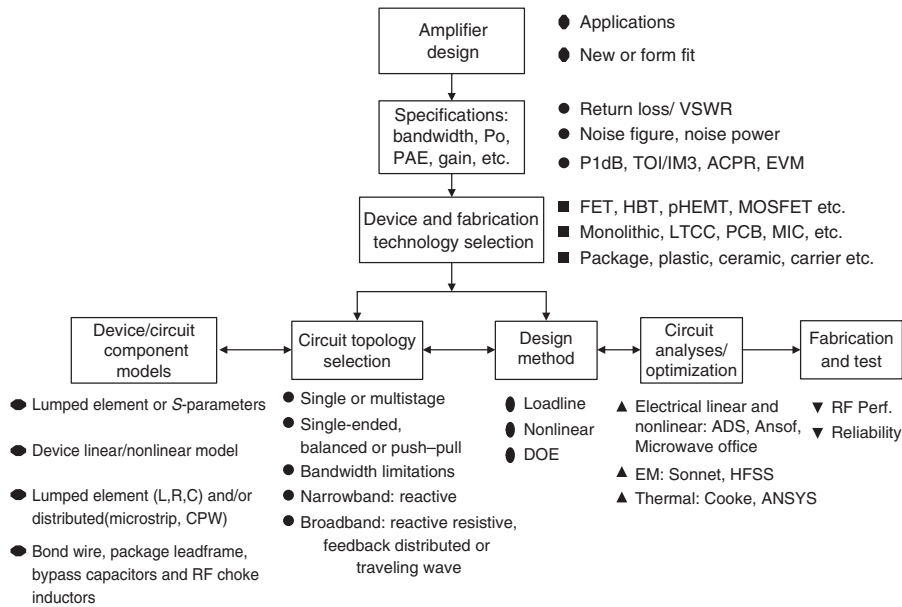 Amplifier
design
Applications
New or form fit
Specifications:
bandwidth, Po,
PAE, gain, etc.
Return loss/ VSWR
Noise figure, noise power
P1dB, TOI/IM3, ACPR, EVM
Device and fabrication
technology selection
FET, HBT, pHEMT, MOSFET etc.
Monolithic, LTCC, PCB, MIC, etc.
Package, plastic, ceramic, carrier etc.
Device/circuit
component
models
Circuit topology
selection
Design
method
Circuit
analyses/
optimization
Fabrication
and test
Lumped element or S-parameters
Device linear/nonlinear model
Lumped element (L,R,C) and/or
distributed(microstrip, CPW)
Bond wire, package leadframe,
bypass capacitors and RF choke
inductors
Single or multistage
Single-ended,
balanced or push–pull
Bandwidth limitations
Narrowband: reactive
Broadband: reactive resistive,
feedback distributed or
traveling wave
Loadline
Nonlinear
DOE
Electrical linear and
nonlinear: ADS, Ansof,
Microwave office
EM: Sonnet, HFSS
Thermal: Cooke, ANSYS
RF Perf.
Reliability